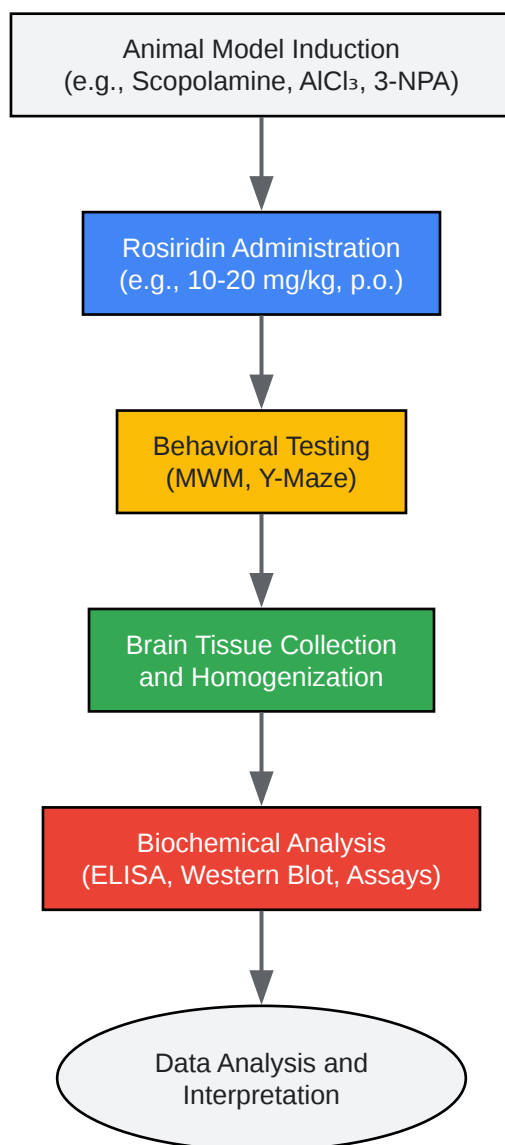 Animal Model Induction
(e.g., Scopolamine, AlCl₃, 3-NPA)
Rosiridin Administration
(e.g., 10-20 mg/kg, p.o.)
Behavioral Testing
(MWM, Y-Maze)
Brain Tissue Collection
and Homogenization
Biochemical Analysis
(ELISA, Western Blot, Assays)
Data Analysis and
Interpretation